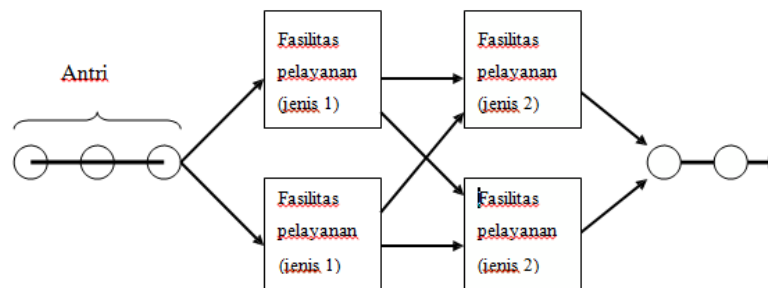 Antri
Fasilitas
pelayanan
(jenis 1)
Fasilitas
pelayanan
(jenis 2)
Fasilitas
pelayanan
(jenis 1)
Fasilitas
pelayanan
(jenis 2)